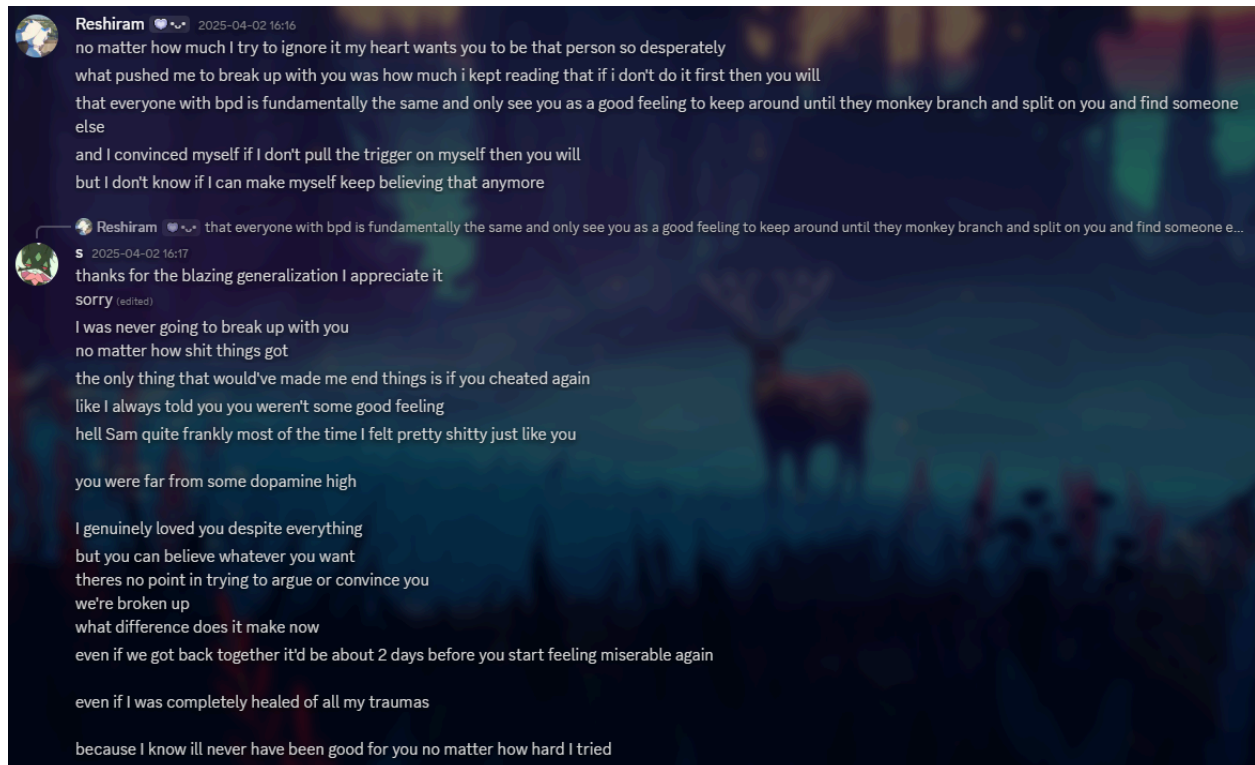 Reshiram 2025-04-02 16:16
no matter how much I try to ignore it my heart wants you to be that person so desperately
what pushed me to break up with you was how much i kept reading that if i don't do it first then you will
that everyone with bpd is fundamentally the same and only see you as a good feeling to keep around until they monkey branch and split on you and find someone
else
and I convinced myself if I don't pull the trigger on myself then you will
but I don't know if I can make myself keep believing that anymore
Reshiram that everyone with bpd is fundamentally the same and only see you as a good feeling to keep around until they monkey branch and split on you and find someone e...
s 2025-04-02 16:17
thanks for the blazing generalization I appreciate it
sorry (edited)
I was never going to break up with you
no matter how shit things got
the only thing that would've made me end things is if you cheated again
like I always told you you weren't some good feeling
hell Sam quite frankly most of the time I felt pretty shitty just like you
you were far from some dopamine high
I genuinely loved you despite everything
but you can believe whatever you want
theres no point in trying to argue or convince you
we're broken up
what difference does it make now
even if we got back together it'd be about 2 days before you start feeling miserable again
even if I was completely healed of all my traumas
because I know ill never have been good for you no matter how hard I tried